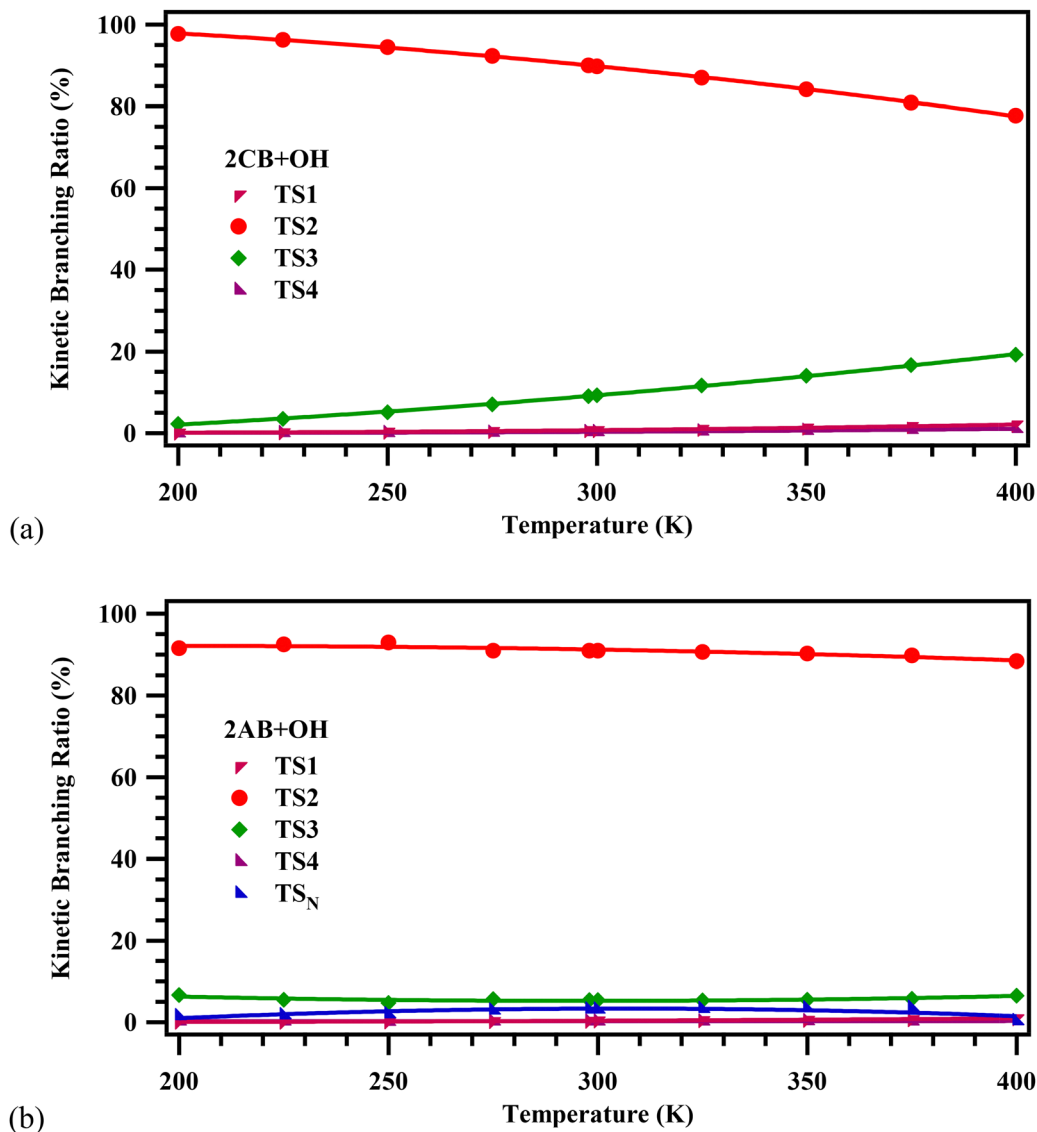 100
80
60
40
20
0
Kinetic Branching Ratio (%)
2CB+OH
TS1
TS2
TS3
TS4
200 250 300 350 400
Temperature (K)
(a)
100
80
60
40
20
0
Kinetic Branching Ratio (%)
2AB+OH
TS1
TS2
TS3
TS4
TSN
200 250 300 350 400
Temperature (K)
(b)